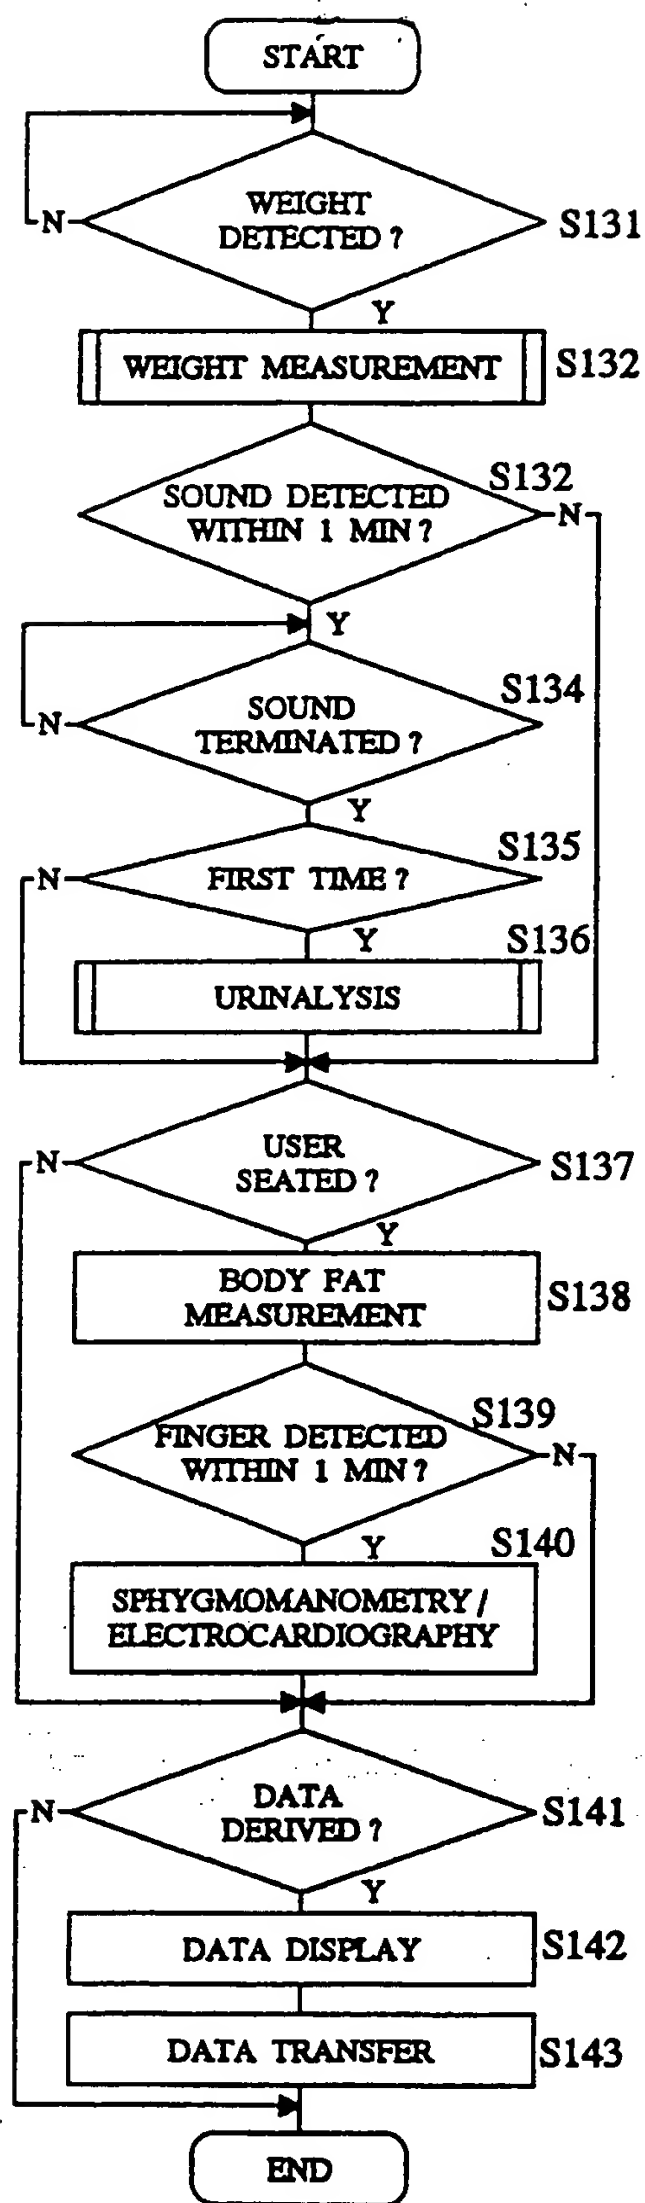 START
WEIGHT
DETECTED ?
N
S131
Y
WEIGHT MEASUREMENT
S132
S132
SOUND DETECTED
WITHIN 1 MIN ?
N
Y
S134
SOUND
TERMINATED ?
N
Y
S135
FIRST TIME ?
N
Y
S136
URINALYSIS
USER
SEATED ?
N
S137
Y
BODY FAT
MEASUREMENT
S138
S139
FINGER DETECTED
WITHIN 1 MIN ?
N
Y
S140
SPHYGMOMANOMETRY /
ELECTROCARDIOGRAPHY
DATA
DERIVED ?
N
S141
Y
DATA DISPLAY
S142
DATA TRANSFER
S143
END